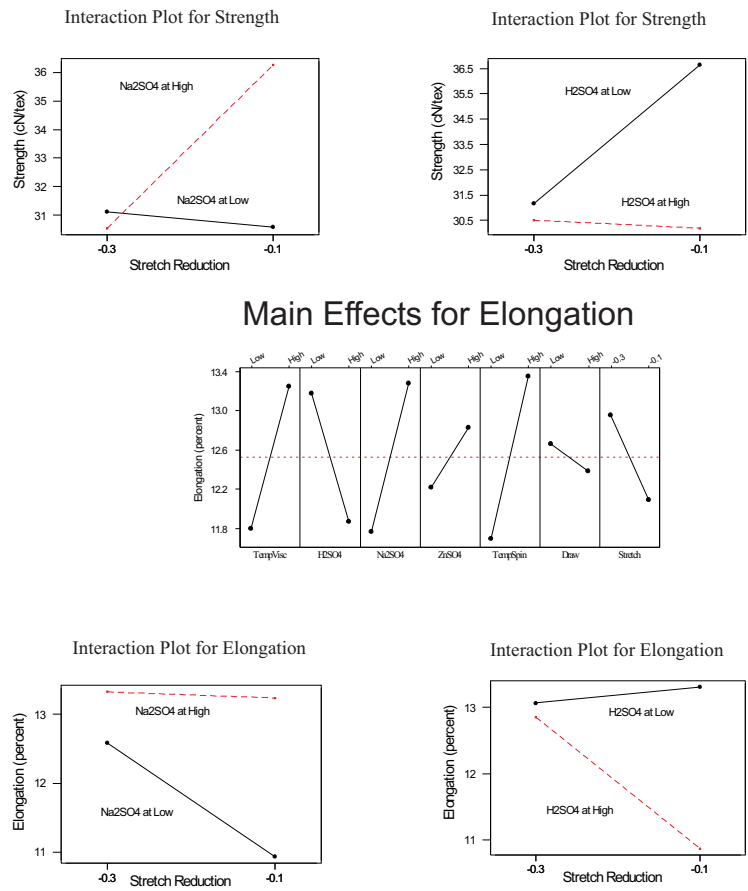 Interaction Plot for Strength
36
35
34
33
32
31
Strength (cN/tex)
Na2SO4 at High
Na2SO4 at Low
-0.3
-0.1
Stretch Reduction
Interaction Plot for Strength
36.5
35.5
34.5
33.5
32.5
31.5
30.5
Strength (cN/tex)
H2SO4 at Low
H2SO4 at High
-0.3
-0.1
Stretch Reduction
Main Effects for Elongation
Low High Low High Low High Low High Low High Low High -0.3 -0.1
13.4
13.0
12.6
12.2
11.8
Elongation (percent)
TempVisc H2SO4 Na2SO4 ZnSO4 TempSpin Draw Stretch
Interaction Plot for Elongation
13
12
11
Elongation (percent)
Na2SO4 at High
Na2SO4 at Low
-0.3
-0.1
Stretch Reduction
Interaction Plot for Elongation
13
12
11
Elongation (percent)
H2SO4 at Low
H2SO4 at High
-0.3
-0.1
Stretch Reduction